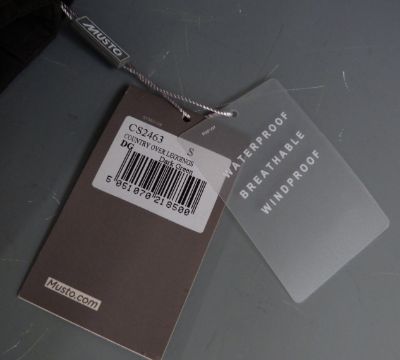 MUSTO
CS2463 S
COUNTRY OVER LEGGINGS
DG Dark Green
5 051070 218500
Musto.com
WATERPROOF
BREATHABLE
WINDPROOF